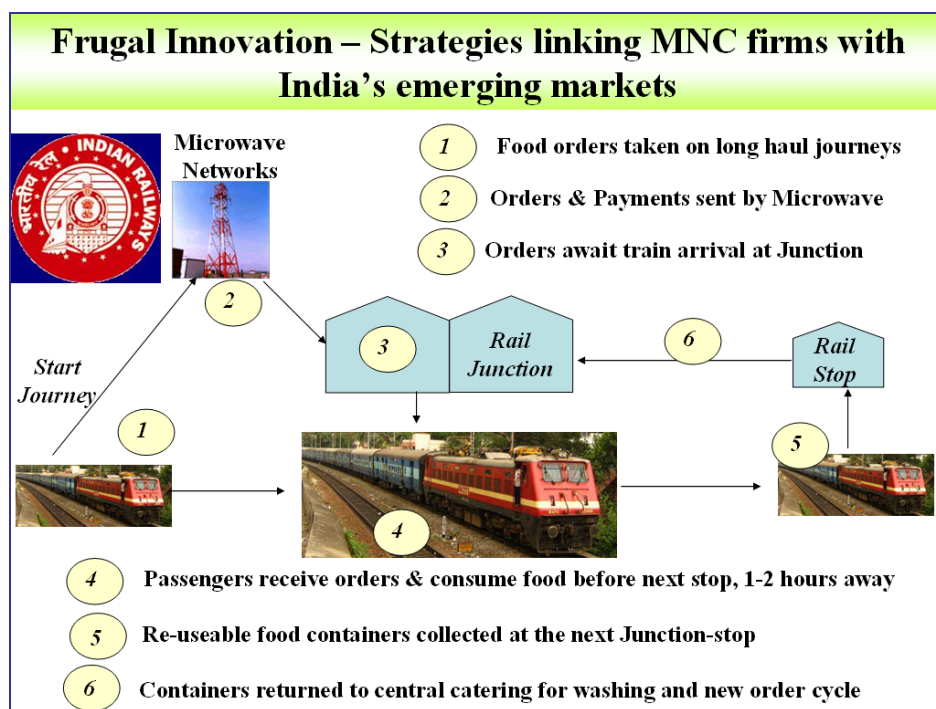 Frugal Innovation – Strategies linking MNC firms with
India's emerging markets
INDIAN RAILWAYS
भारतीय रेल
Microwave
Networks
1 Food orders taken on long haul journeys
2 Orders & Payments sent by Microwave
3 Orders await train arrival at Junction
2
3
Rail
Junction
6
Rail
Stop
Start
Journey
1
5
4
4 Passengers receive orders & consume food before next stop, 1-2 hours away
5 Re-useable food containers collected at the next Junction-stop
6 Containers returned to central catering for washing and new order cycle